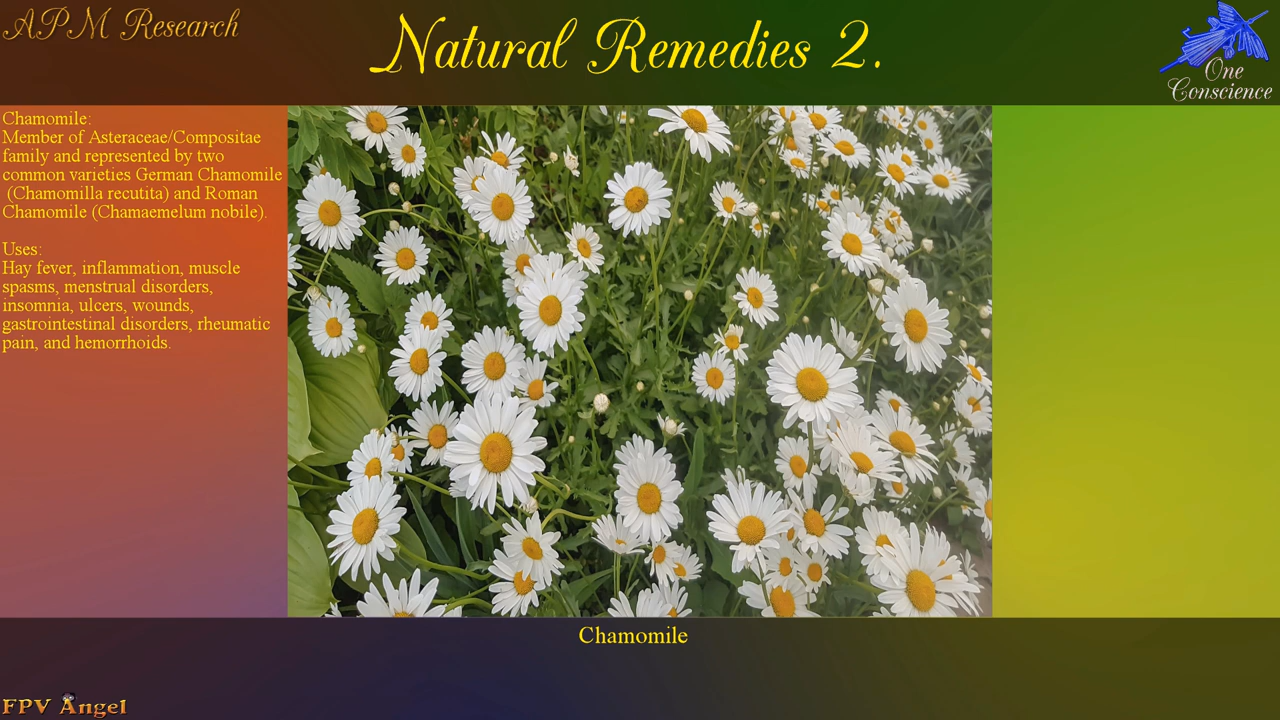 APM Research
Natural Remedies 2.
One
Conscience
Chamomile:
Member of Asteraceae/Compositae
family and represented by two
common varieties German Chamomile
(Chamomilla recutita) and Roman
Chamomile (Chamaemelum nobile).
Uses:
Hay fever, inflammation, muscle
spasms, menstrual disorders,
insomnia, ulcers, wounds,
gastrointestinal disorders, rheumatic
pain, and hemorrhoids.
Chamomile
FPV Angel